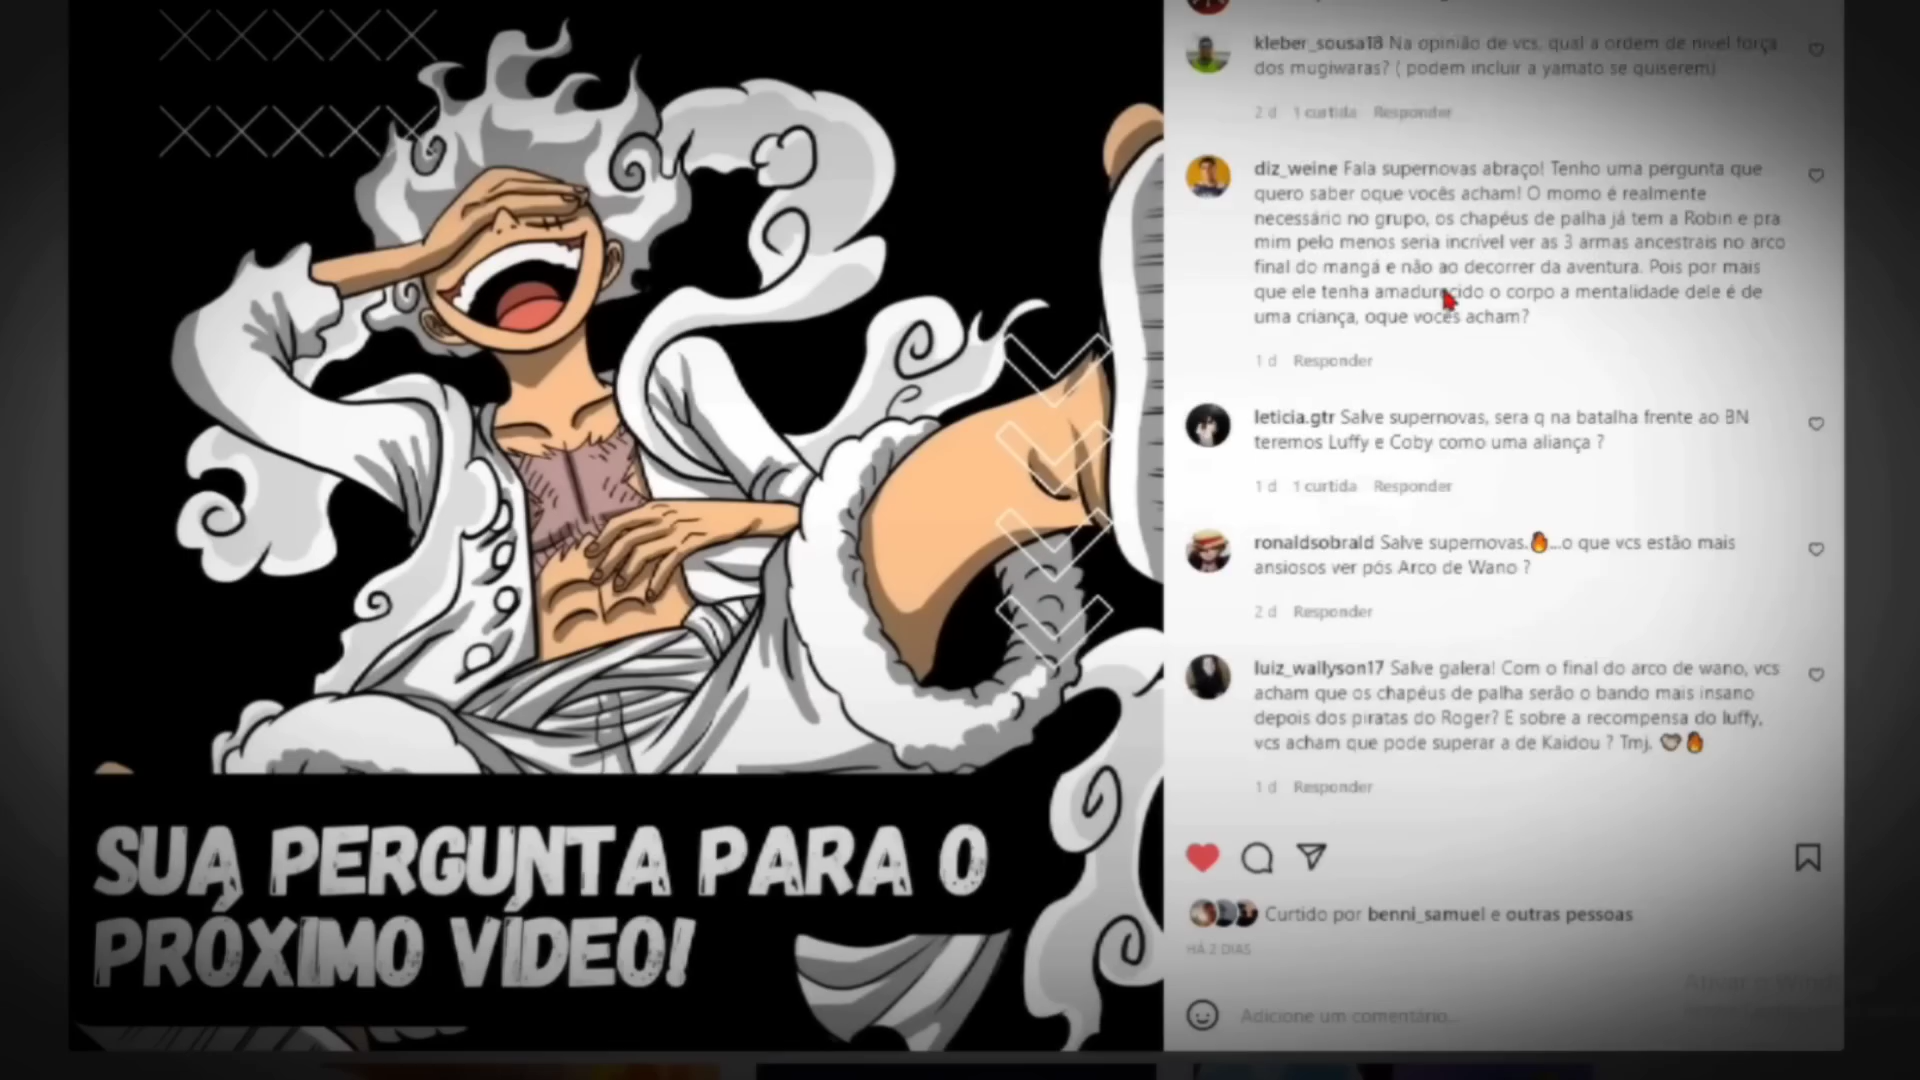 SUA PERGUNTA PARA O
PRÓXIMO VÍDEO!
kleber_sousa18 Na opinião de vcs, qual a ordem de nivel força
dos mugiwaras? ( podem incluir a yamato se quiserem)
2 d 1 curtida Responder
diz_weine Fala supernovas abraço! Tenho uma pergunta que
quero saber oque vocês acham! O momo é realmente
necessário no grupo, os chapéus de palha já tem a Robin e pra
mim pelo menos seria incrível ver as 3 armas ancestrais no arco
final do mangá e não ao decorrer da aventura. Pois por mais
que ele tenha amadurecido o corpo a mentalidade dele é de
uma criança, oque vocês acham?
1 d Responder
leticia.gtr Salve supernovas, sera q na batalha frente ao BN
teremos Luffy e Coby como uma aliança ?
1 d 1 curtida Responder
ronaldsobrald Salve supernovas.🔥...o que vcs estão mais
ansiosos ver pós Arco de Wano ?
2 d Responder
luiz_wallyson17 Salve galera! Com o final do arco de wano, vcs
acham que os chapéus de palha serão o bando mais insano
depois dos piratas do Roger? E sobre a recompensa do luffy,
vcs acham que pode superar a de Kaidou ? Tmj. 🤝🔥
1 d Responder
Curtido por benni_samuel e outras pessoas
HÁ 2 DIAS
Adicione um comentário...